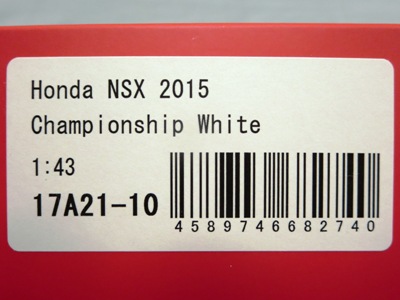 Honda NSX 2015
Championship White
1:43
17A21-10
4589746682740